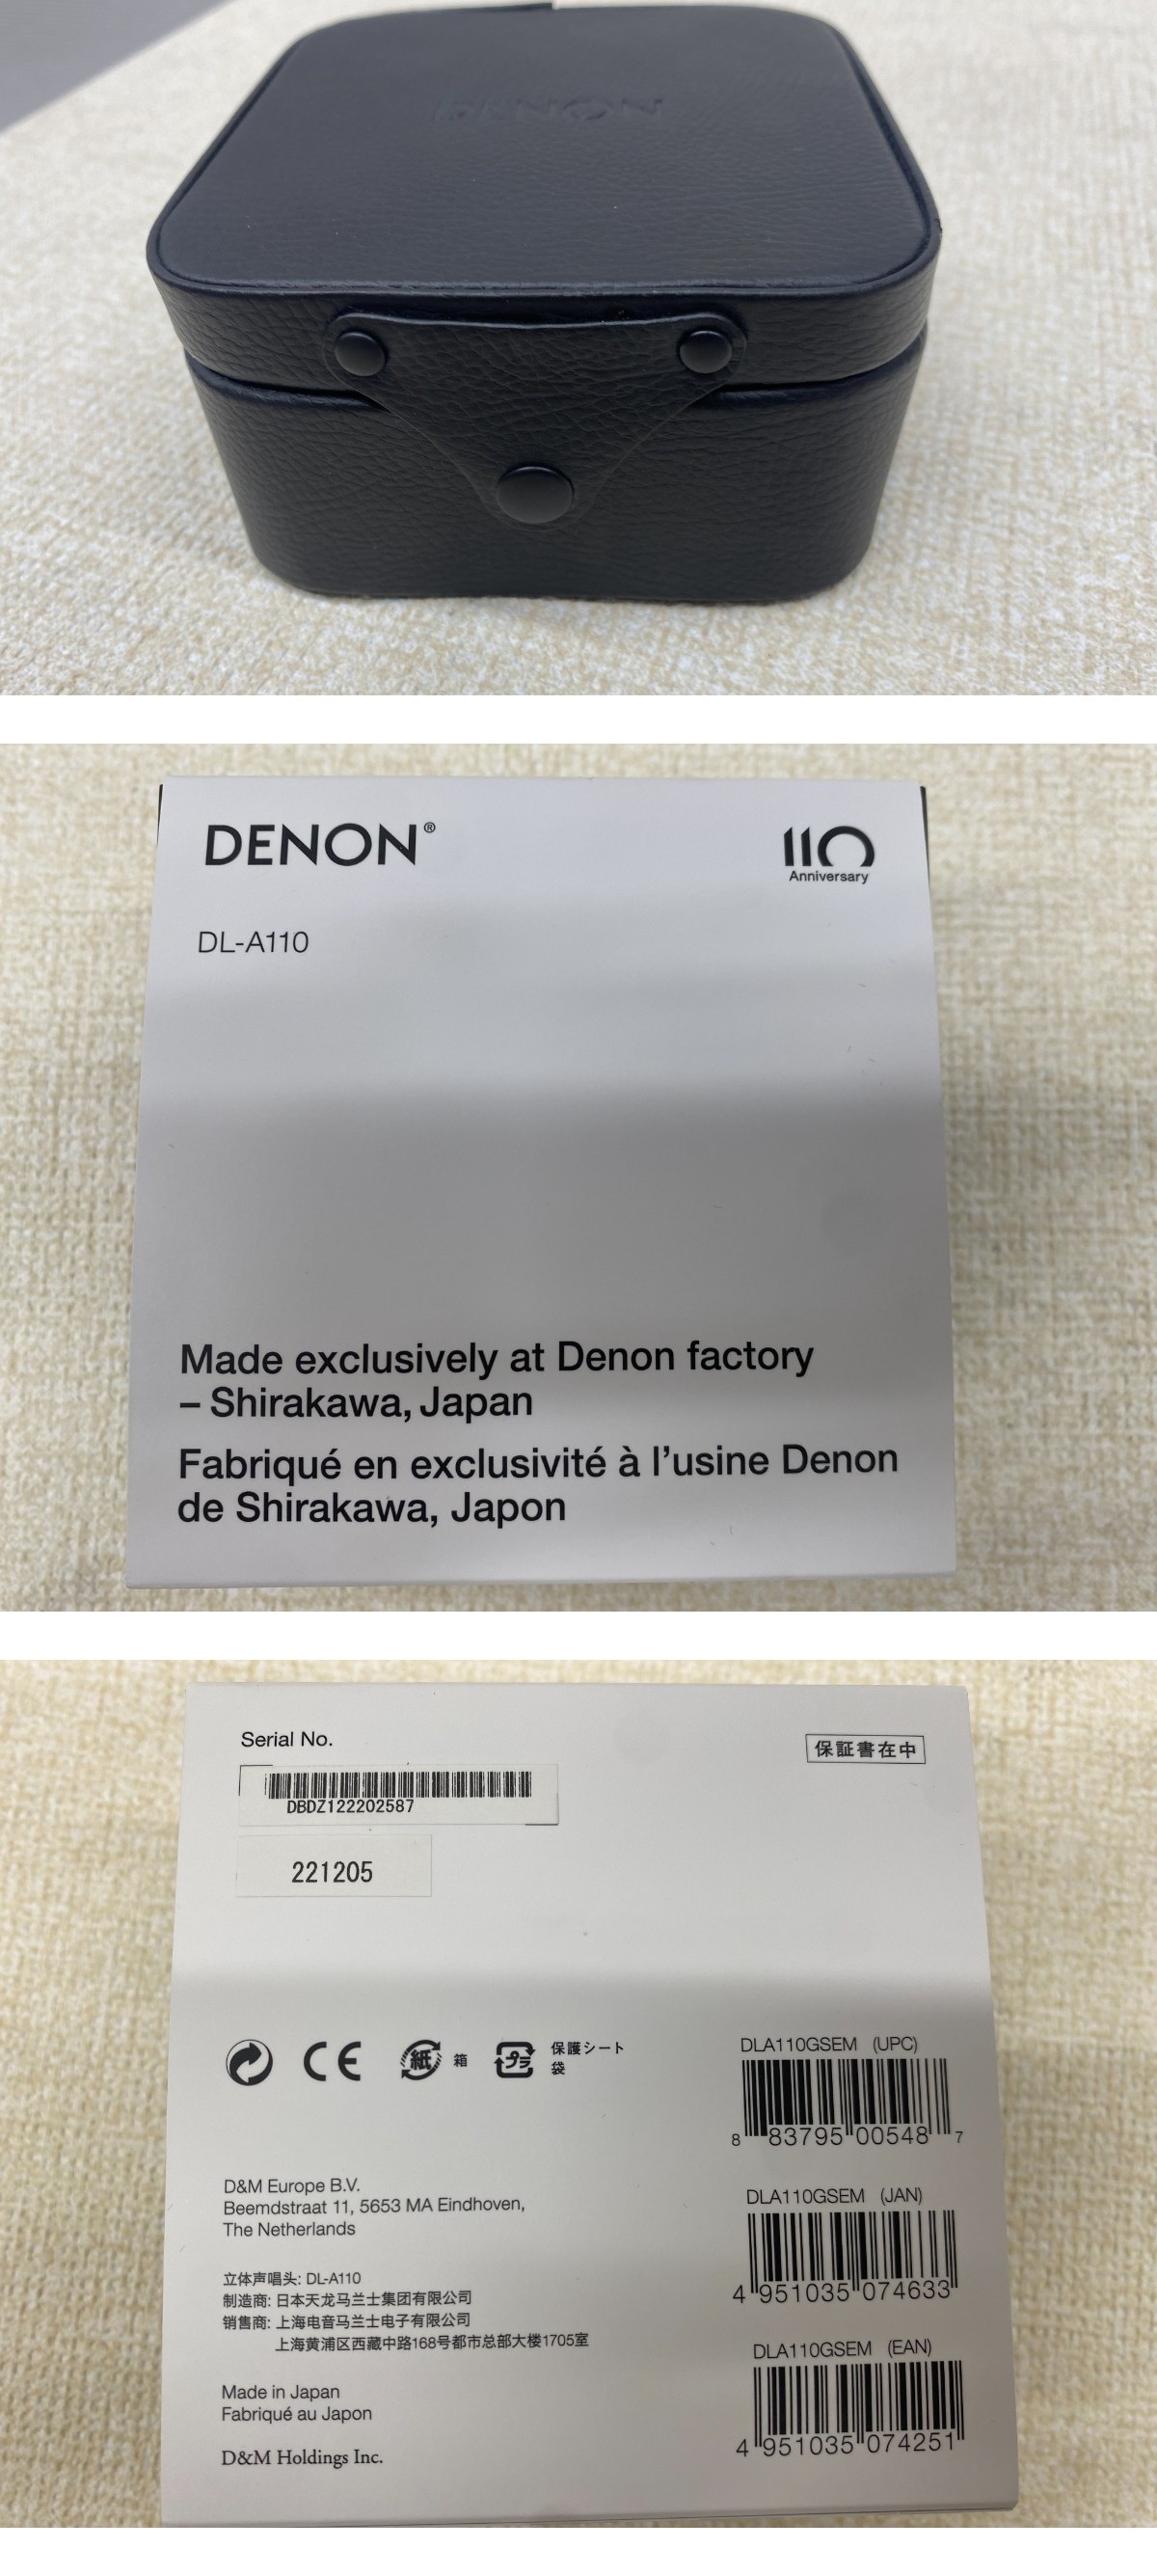 DENON
DENON®
110
Anniversary
DL-A110
Made exclusively at Denon factory
– Shirakawa, Japan
Fabriqué en exclusivité à l’usine Denon
de Shirakawa, Japon
Serial No.
保証書在中
DBDZ122202587
221205
CE
紙 箱
プラ 保護シート
袋
DLA110GSEM (UPC)
8 83795 00548 7
D&M Europe B.V.
Beemdstraat 11, 5653 MA Eindhoven,
The Netherlands
DLA110GSEM (JAN)
4 951035 074633
立体声唱头: DL-A110
制造商: 日本天龙马兰士集团有限公司
销售商: 上海电音马兰士电子有限公司
上海黄浦区西藏中路168号都市总部大楼1705室
DLA110GSEM (EAN)
4 951035 074251
Made in Japan
Fabriqué au Japon
D&M Holdings Inc.